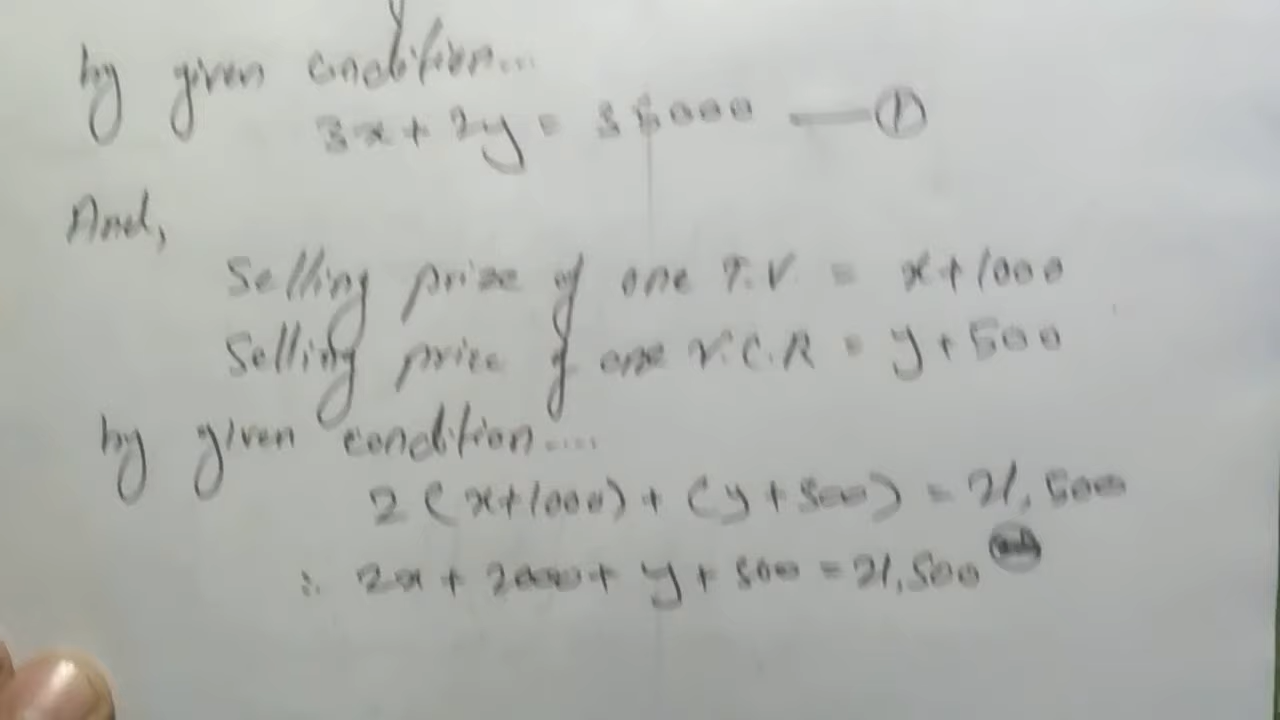 by given condition...
3x + 2y = 35000 — ①
And,
Selling prize of one T.V. = x+1000
Selling price of one V.C.R = y+500
by given condition....
2(x+1000) + (y+500) = 21,500
∴ 2x + 2000 + y + 500 = 21,500